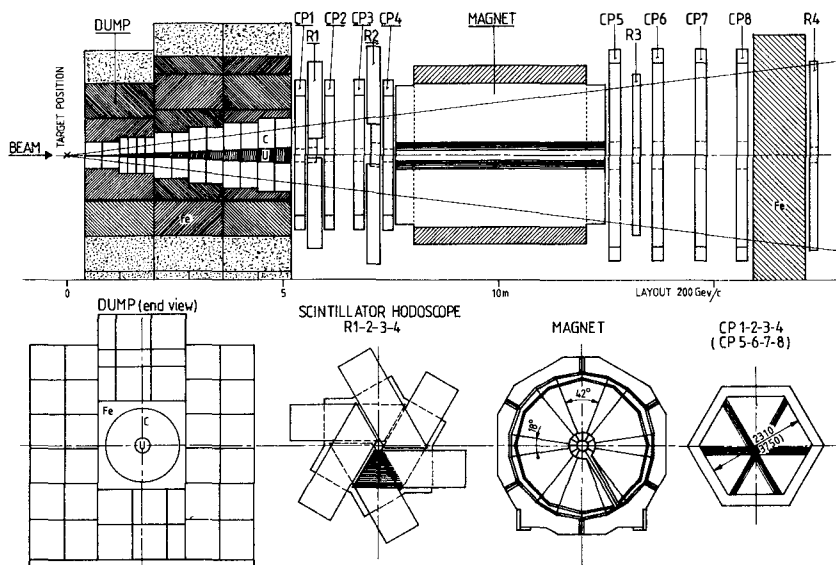 CP1 CP2 CP3 CP4 CP5 CP6 CP7 CP8
DUMP R1 R2 MAGNET R3 R4
TARGET POSITION
BEAM
C
U
Fe
Fe
0 5 10m LAYOUT 200 GeV/c
DUMP (end view)
Fe
C
U
SCINTILLATOR HODOSCOPE
R1-2-3-4
MAGNET
42°
18°
CP 1-2-3-4
( CP 5-6-7-8)
2310
(3750)